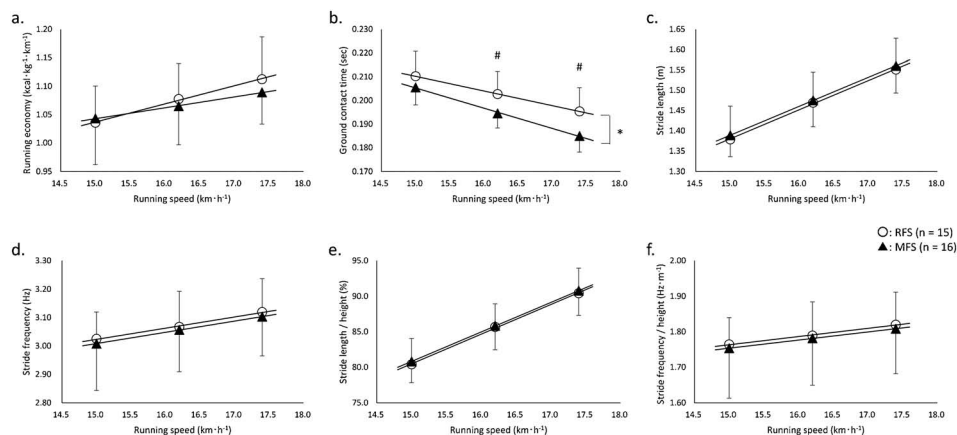 a.
Running economy (kcal·kg⁻¹·km⁻¹)
1.20
1.15
1.10
1.05
1.00
0.95
14.5 15.0 15.5 16.0 16.5 17.0 17.5 18.0
Running speed (km·h⁻¹)
b.
Ground contact time (sec)
0.230
0.220
0.210
0.200
0.190
0.180
0.170
# #
*
14.5 15.0 15.5 16.0 16.5 17.0 17.5 18.0
Running speed (km·h⁻¹)
c.
Stride length (m)
1.65
1.60
1.55
1.50
1.45
1.40
1.35
1.30
14.5 15.0 15.5 16.0 16.5 17.0 17.5 18.0
Running speed (km·h⁻¹)
: RFS (n = 15)
: MFS (n = 16)
d.
Stride frequency (Hz)
3.30
3.20
3.10
3.00
2.90
2.80
14.5 15.0 15.5 16.0 16.5 17.0 17.5 18.0
Running speed (km·h⁻¹)
e.
Stride length / height (%)
95.0
90.0
85.0
80.0
75.0
14.5 15.0 15.5 16.0 16.5 17.0 17.5 18.0
Running speed (km·h⁻¹)
f.
Stride frequency / height (Hz·m⁻¹)
2.00
1.90
1.80
1.70
1.60
14.5 15.0 15.5 16.0 16.5 17.0 17.5 18.0
Running speed (km·h⁻¹)